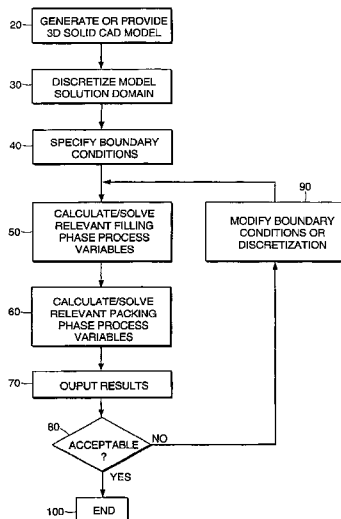 20
GENERATE OR PROVIDE
3D SOLID CAD MODEL
30
DISCRETIZE MODEL
SOLUTION DOMAIN
40
SPECIFY BOUNDARY
CONDITIONS
90
50
CALCULATE/SOLVE
RELEVANT FILLING
PHASE PROCESS
VARIABLES
MODIFY BOUNDARY
CONDITIONS OR
DISCRETIZATION
60
CALCULATE/SOLVE
RELEVANT PACKING
PHASE PROCESS
VARIABLES
70
OUPUT RESULTS
80
ACCEPTABLE
?
NO
YES
100
END